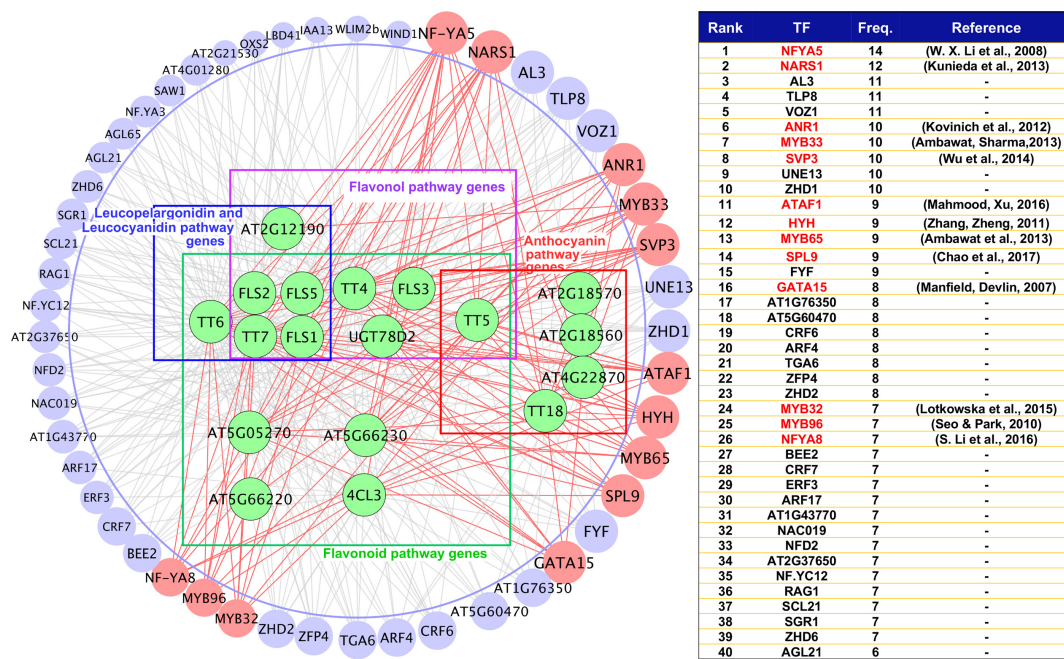 NF-YA5
NARS1
AL3
TLP8
VOZ1
ANR1
MYB33
SVP3
UNE13
ZHD1
ATAF1
HYH
MYB65
SPL9
FYF
GATA15
AT1G76350
AT5G60470
CRF6
ARF4
TGA6
ZFP4
ZHD2
MYB32
MYB96
NF-YA8
BEE2
CRF7
ERF3
ARF17
AT1G43770
NAC019
NFD2
AT2G37650
NF.YC12
RAG1
SCL21
SGR1
ZHD6
AGL21
AGL65
NF.YA3
SAW1
AT4G01280
AT2G21530
OXS2
LBD41
IAA13
WLIM2b
WIND1
Flavonol pathway genes
Leucopelargonidin and
Leucocyanidin pathway
genes
AT2G12190
Anthocyanin
pathway
genes
FLS2
FLS5
TT4
FLS3
AT2G18570
TT6
TT7
FLS1
UGT78D2
TT5
AT2G18560
AT4G22870
TT18
AT5G05270
AT5G66230
AT5G66220
4CL3
Flavonoid pathway genes
Rank TF Freq. Reference
1 NFYA5 14 (W. X. Li et al., 2008)
2 NARS1 12 (Kunieda et al., 2013)
3 AL3 11 -
4 TLP8 11 -
5 VOZ1 11 -
6 ANR1 10 (Kovinich et al., 2012)
7 MYB33 10 (Ambawat, Sharma,2013)
8 SVP3 10 (Wu et al., 2014)
9 UNE13 10 -
10 ZHD1 10 -
11 ATAF1 9 (Mahmood, Xu, 2016)
12 HYH 9 (Zhang, Zheng, 2011)
13 MYB65 9 (Ambawat et al., 2013)
14 SPL9 9 (Chao et al., 2017)
15 FYF 9 -
16 GATA15 8 (Manfield, Devlin, 2007)
17 AT1G76350 8 -
18 AT5G60470 8 -
19 CRF6 8 -
20 ARF4 8 -
21 TGA6 8 -
22 ZFP4 8 -
23 ZHD2 8 -
24 MYB32 7 (Lotkowska et al., 2015)
25 MYB96 7 (Seo & Park, 2010)
26 NFYA8 7 (S. Li et al., 2016)
27 BEE2 7 -
28 CRF7 7 -
29 ERF3 7 -
30 ARF17 7 -
31 AT1G43770 7 -
32 NAC019 7 -
33 NFD2 7 -
34 AT2G37650 7 -
35 NF.YC12 7 -
36 RAG1 7 -
37 SCL21 7 -
38 SGR1 7 -
39 ZHD6 7 -
40 AGL21 6 -